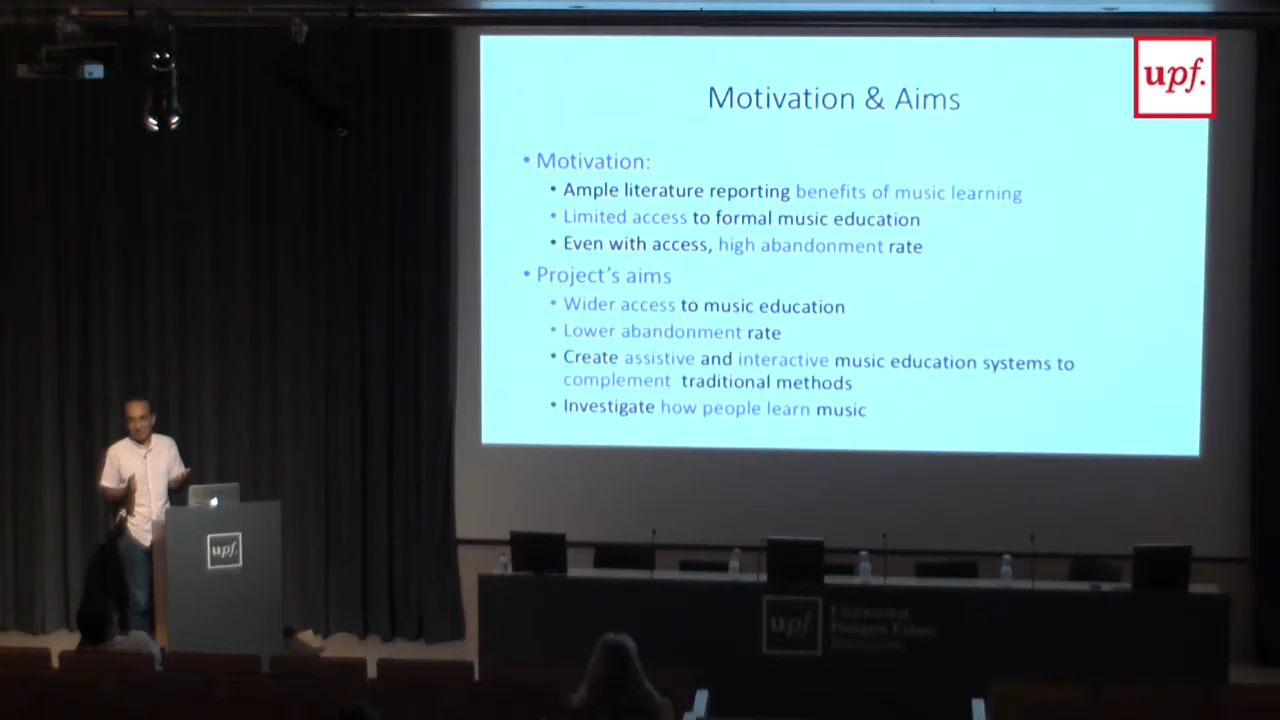 upf.
Motivation & Aims
• Motivation:
• Ample literature reporting benefits of music learning
• Limited access to formal music education
• Even with access, high abandonment rate
• Project's aims
• Wider access to music education
• Lower abandonment rate
• Create assistive and interactive music education systems to
complement traditional methods
• Investigate how people learn music
upf.
upf.